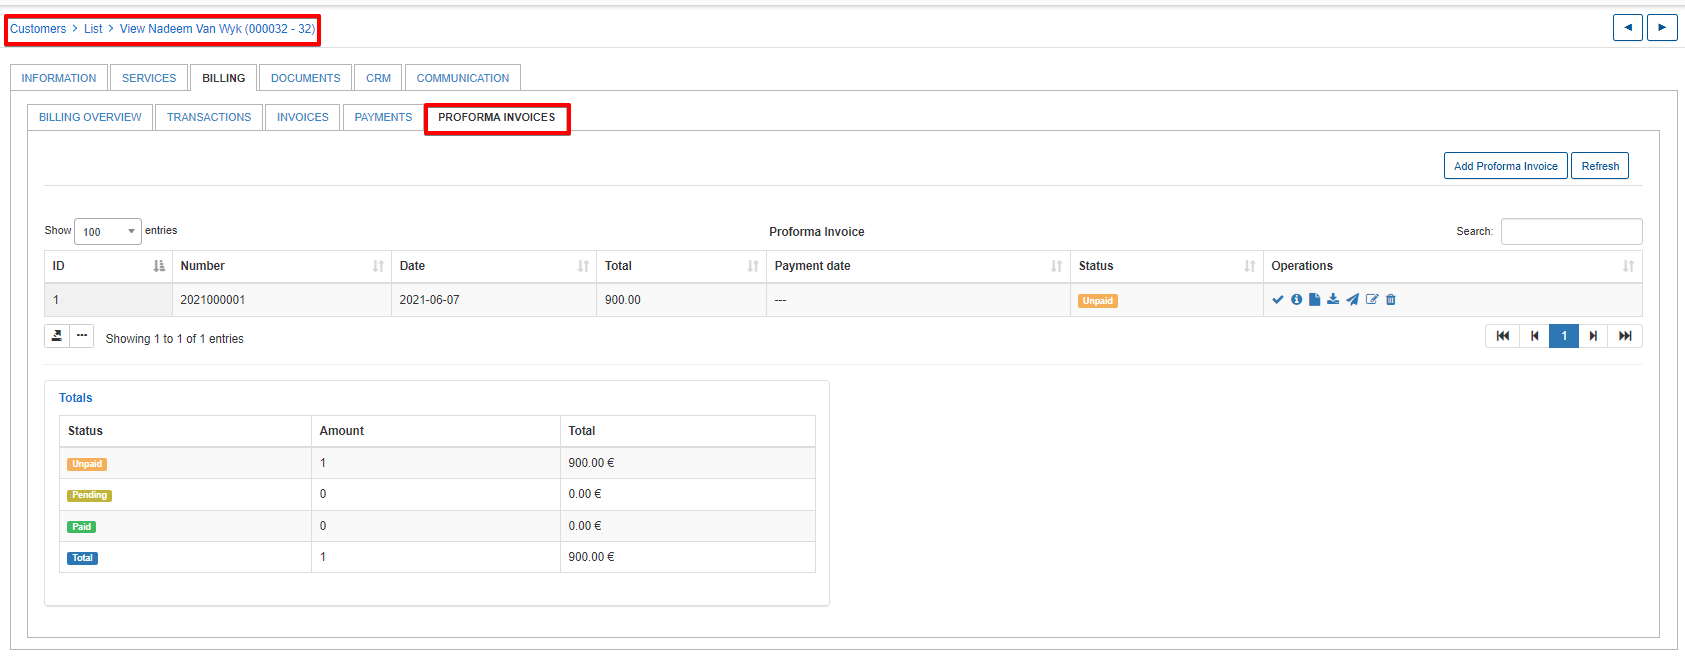 Customers > List > View Nadeem Van Wyk (000032 - 32)
INFORMATION SERVICES BILLING DOCUMENTS CRM COMMUNICATION
BILLING OVERVIEW TRANSACTIONS INVOICES PAYMENTS PROFORMA INVOICES
Add Proforma Invoice Refresh
Show 100 entries Proforma Invoice Search:
ID Number Date Total Payment date Status Operations
1 2021000001 2021-06-07 900.00 --- Unpaid
Showing 1 to 1 of 1 entries 1
Totals
Status Amount Total
Unpaid 1 900.00 €
Pending 0 0.00 €
Paid 0 0.00 €
Total 1 900.00 €